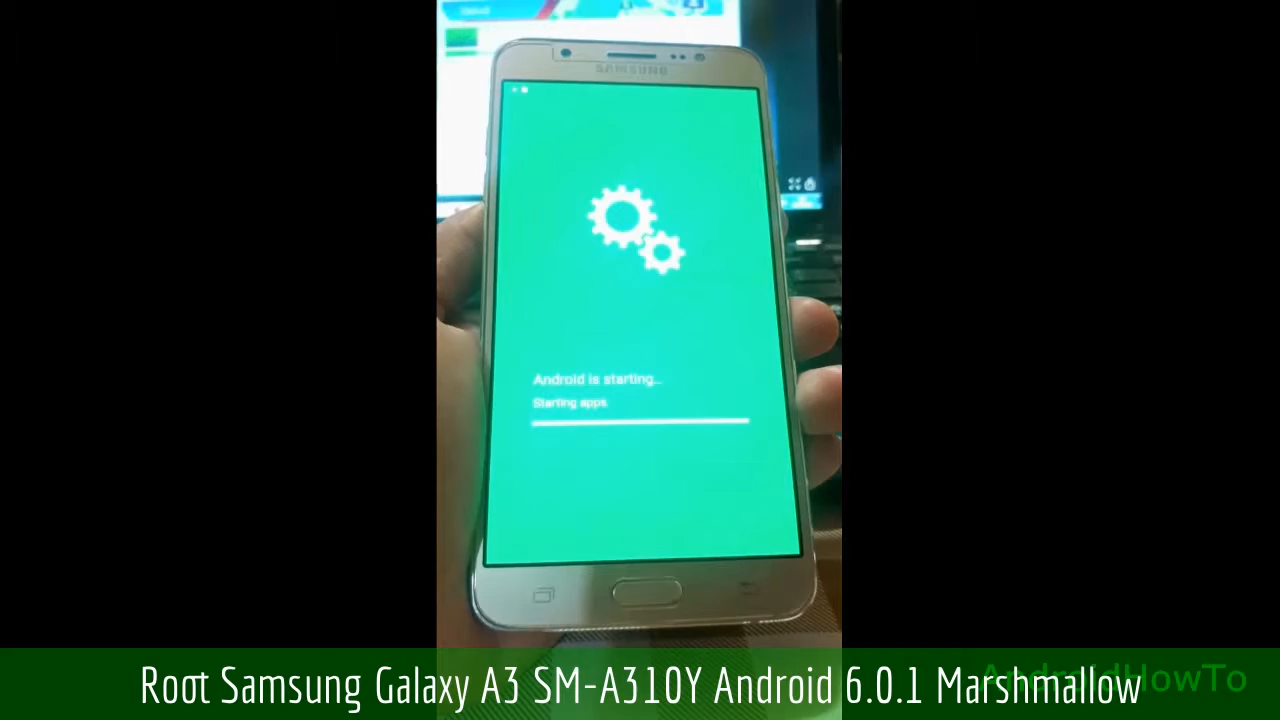 SAMSUNG
Android is starting...
Starting apps.
Root Samsung Galaxy A3 SM-A310Y Android 6.0.1 Marshmallow
AndroidHowTo